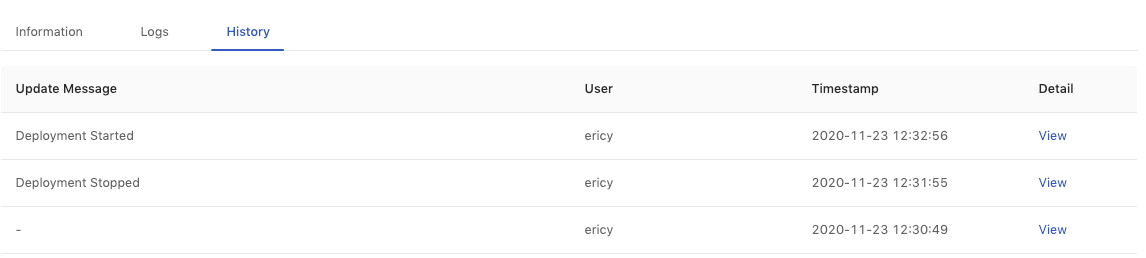 Information Logs History
Update Message User Timestamp Detail
Deployment Started ericy 2020-11-23 12:32:56 View
Deployment Stopped ericy 2020-11-23 12:31:55 View
- ericy 2020-11-23 12:30:49 View